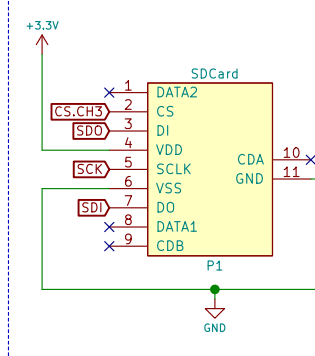 +3.3V
SDCard
1 DATA2
CS.CH3 2 CS
SDO 3 DI
4 VDD
CDA 10
SCK 5 SCLK
GND 11
6 VSS
SDI 7 DO
8 DATA1
9 CDB
P1
GND